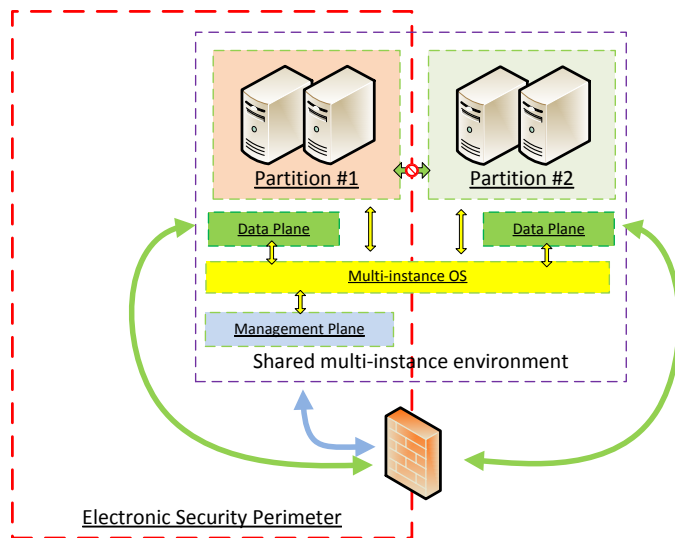 Partition #1
Partition #2
Data Plane
Data Plane
Multi-instance OS
Management Plane
Shared multi-instance environment
Electronic Security Perimeter